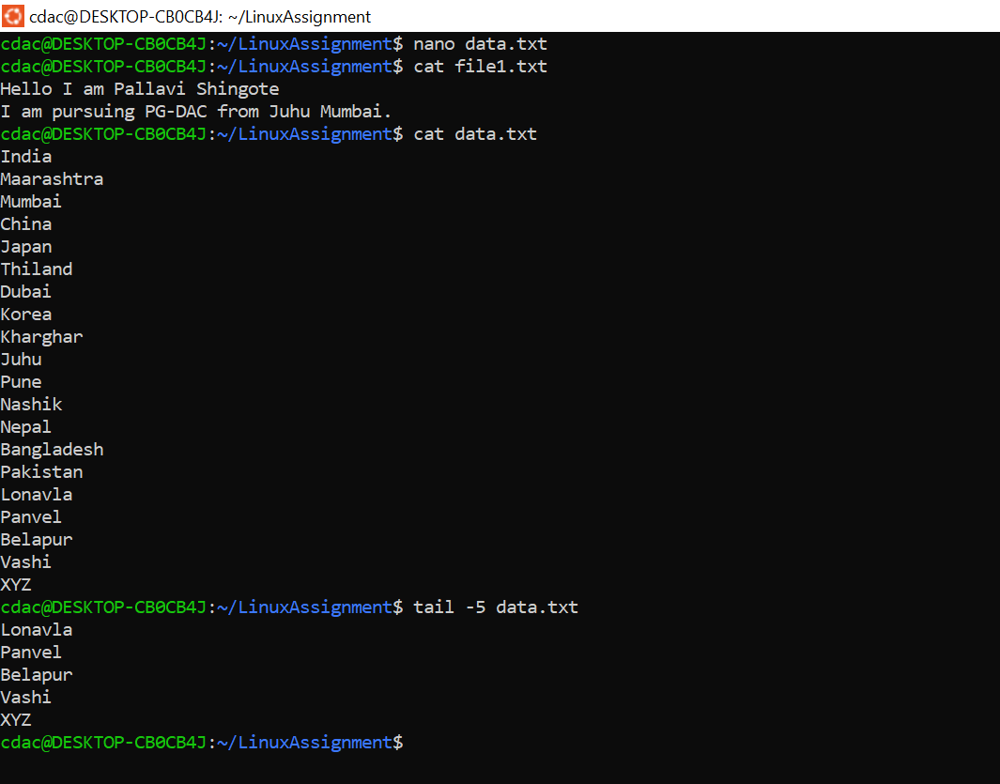 cdac@DESKTOP-CB0CB4J: ~/LinuxAssignment
cdac@DESKTOP-CB0CB4J:~/LinuxAssignment$ nano data.txt
cdac@DESKTOP-CB0CB4J:~/LinuxAssignment$ cat file1.txt
Hello I am Pallavi Shingote
I am pursuing PG-DAC from Juhu Mumbai.
cdac@DESKTOP-CB0CB4J:~/LinuxAssignment$ cat data.txt
India
Maarashtra
Mumbai
China
Japan
Thiland
Dubai
Korea
Kharghar
Juhu
Pune
Nashik
Nepal
Bangladesh
Pakistan
Lonavla
Panvel
Belapur
Vashi
XYZ
cdac@DESKTOP-CB0CB4J:~/LinuxAssignment$ tail -5 data.txt
Lonavla
Panvel
Belapur
Vashi
XYZ
cdac@DESKTOP-CB0CB4J:~/LinuxAssignment$